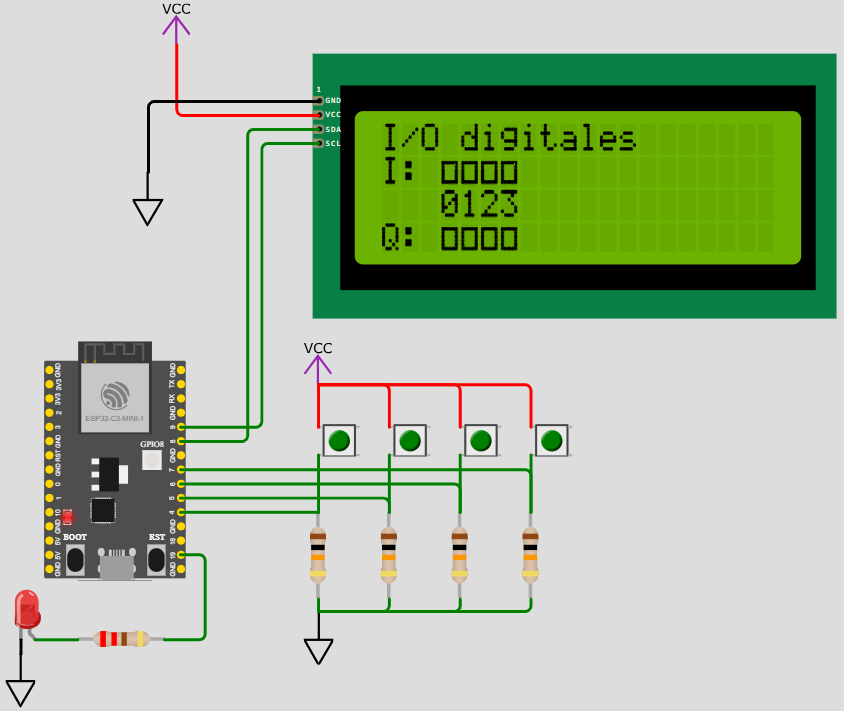 VCC
1
GND
VCC
SDA
SCL
I/O digitales
I: 0000
0123
Q: 0000
VCC
ESP32-C3-MINI-1
GPIO8
BOOT
RST
GND
3V3
3V3
2
3
GND
RST
GND
0
1
10
GND
5V
5V
GND
GND
TX
RX
GND
9
8
GND
7
6
5
4
GND
18
19
GND